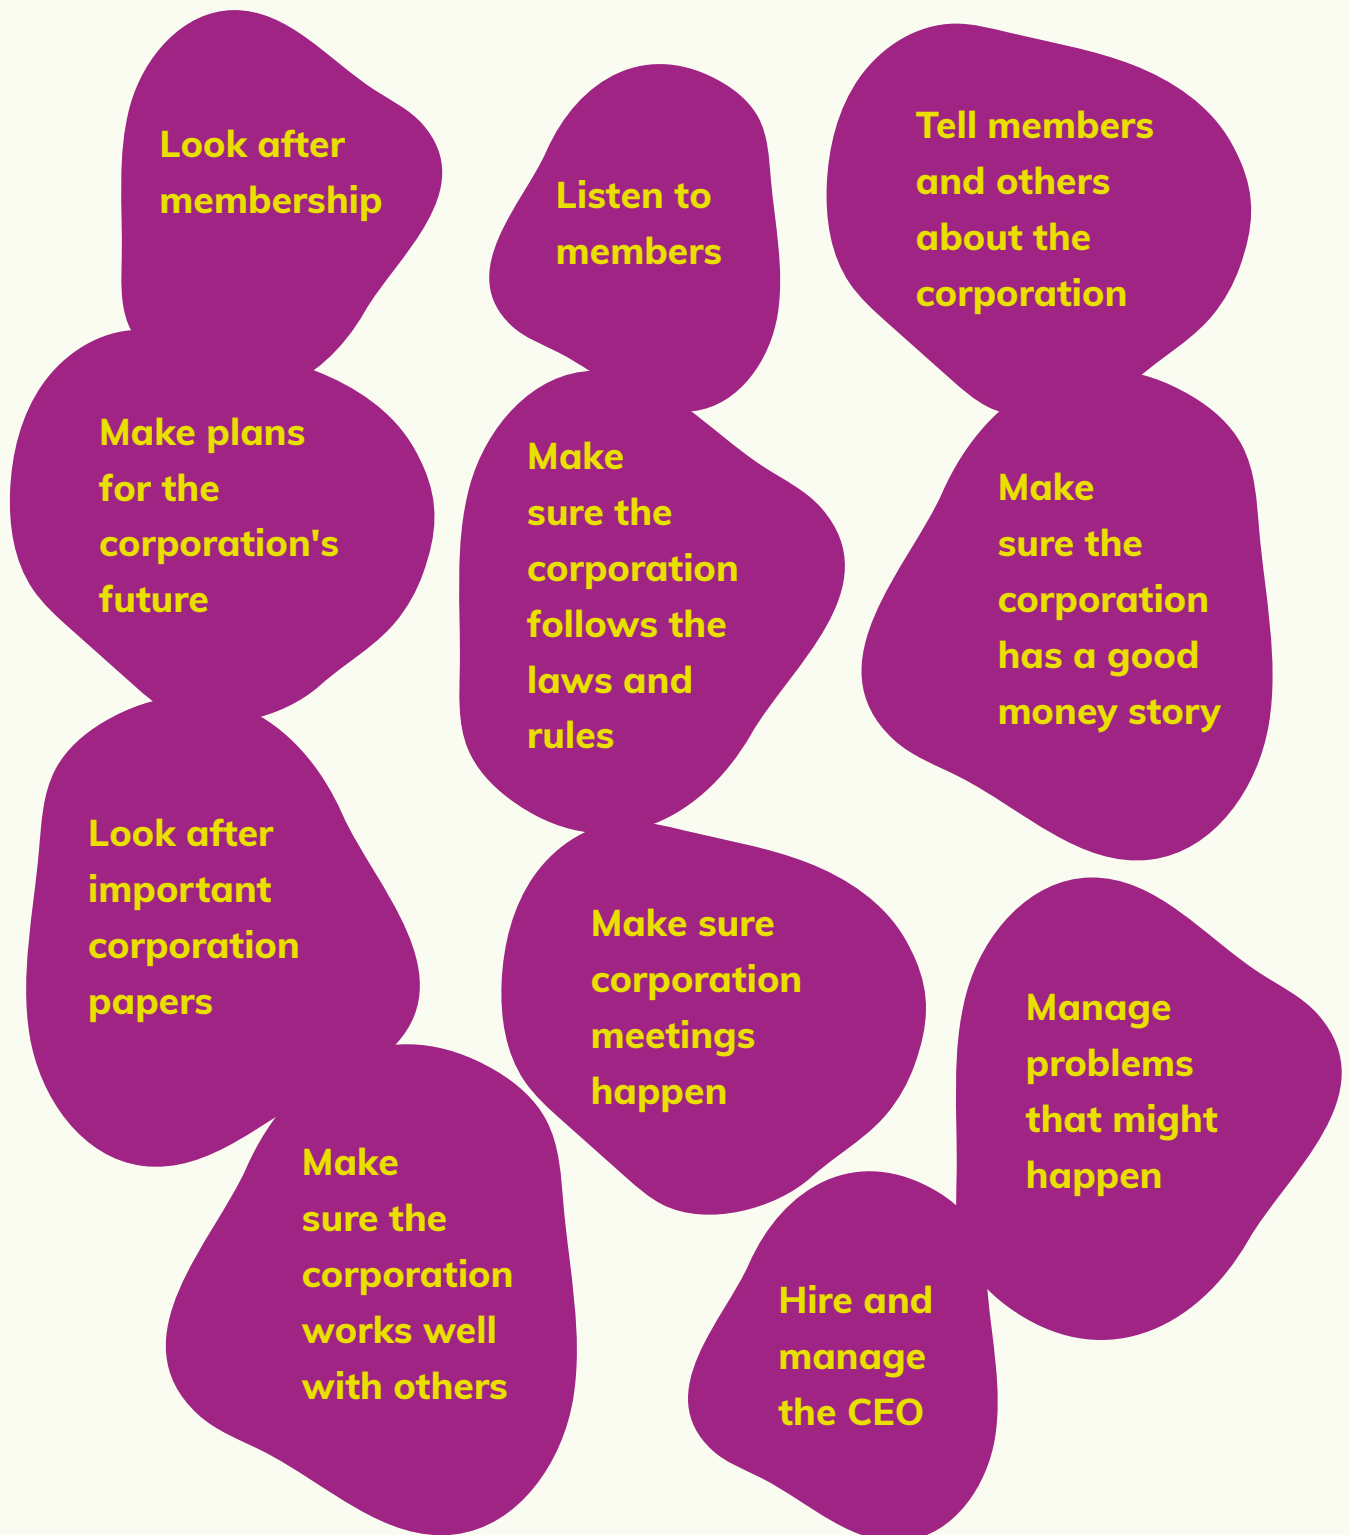 Look after
membership
Listen to
members
Tell members
and others
about the
corporation
Make plans
for the
corporation's
future
Make
sure the
corporation
follows the
laws and
rules
Make
sure the
corporation
has a good
money story
Look after
important
corporation
papers
Make sure
corporation
meetings
happen
Manage
problems
that might
happen
Make
sure the
corporation
works well
with others
Hire and
manage
the CEO